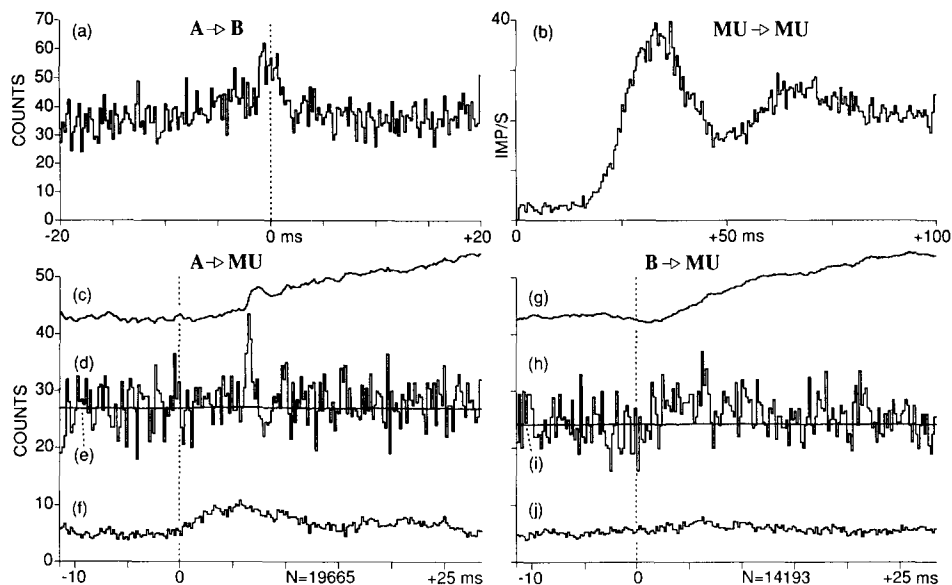 (a)
A → B
70
60
50
40
30
20
10
0
COUNTS
-20
0 ms
+20
(b)
MU → MU
40
IMP/S
0
0
+50 ms
+100
A → MU
50
40
30
20
10
0
COUNTS
(c)
(d)
(e)
(f)
-10
0
N=19665
+25 ms
B → MU
(g)
(h)
(i)
(j)
-10
0
N=14193
+25 ms